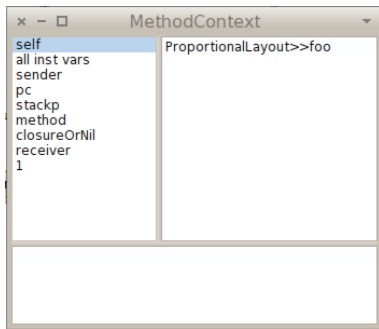 MethodContext
self
all inst vars
sender
pc
stackp
method
closureOrNil
receiver
1
ProportionalLayout>>foo